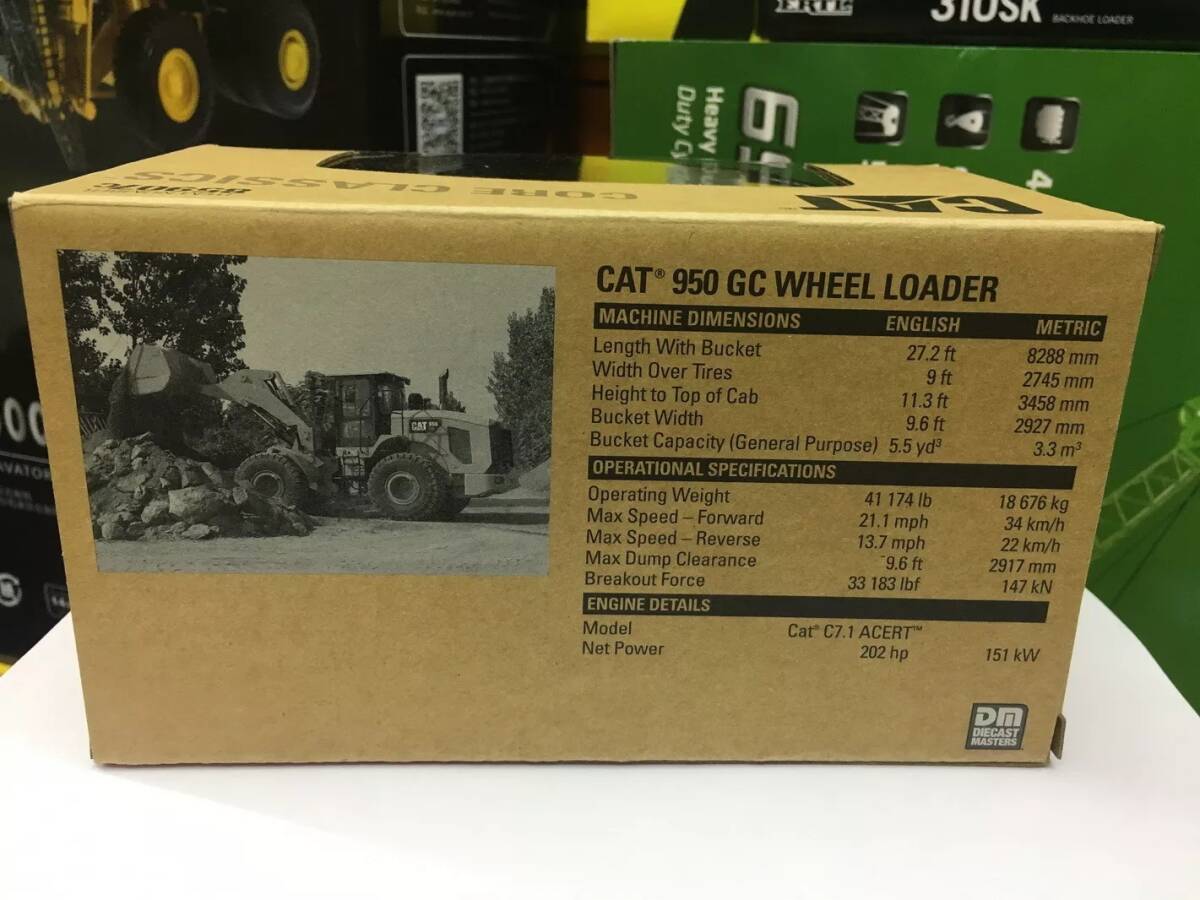 ERTL
310SK BACKHOE LOADER
Heavy
Duty
4
CORE CLASSICS
85907C
CAT
CAT® 950 GC WHEEL LOADER
MACHINE DIMENSIONS ENGLISH METRIC
Length With Bucket 27.2 ft 8288 mm
Width Over Tires 9 ft 2745 mm
Height to Top of Cab 11.3 ft 3458 mm
Bucket Width 9.6 ft 2927 mm
Bucket Capacity (General Purpose) 5.5 yd³ 3.3 m³
OPERATIONAL SPECIFICATIONS
Operating Weight 41 174 lb 18 676 kg
Max Speed – Forward 21.1 mph 34 km/h
Max Speed – Reverse 13.7 mph 22 km/h
Max Dump Clearance 9.6 ft 2917 mm
Breakout Force 33 183 lbf 147 kN
ENGINE DETAILS
Model Cat® C7.1 ACERT™
Net Power 202 hp 151 kW
CAT
DM
DIECAST
MASTERS